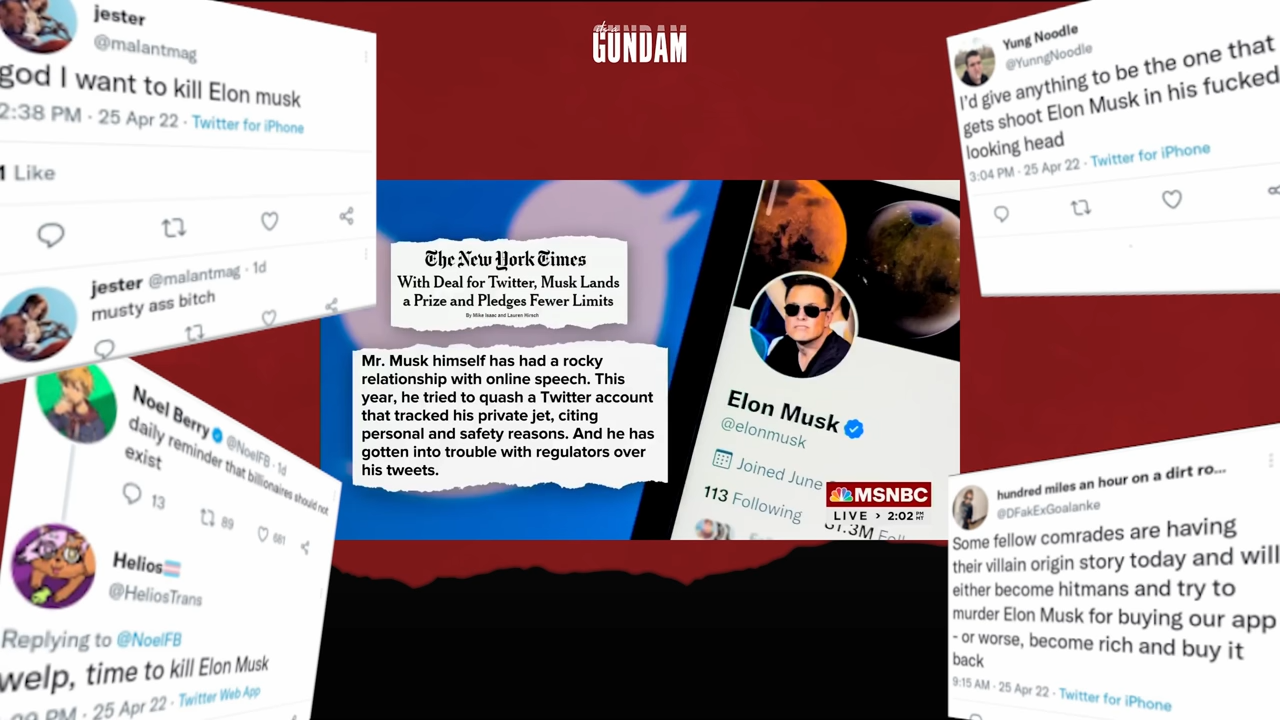 it's a
GUNDAM
jester
@malantmag
god I want to kill Elon musk
2:38 PM · 25 Apr 22 · Twitter for iPhone
1 Like
jester @malantmag · 1d
musty ass bitch
Noel Berry @NoelFB · 1d
daily reminder that billionaires should not
exist
13
89
681
Helios
@HeliosTrans
Replying to @NoelFB
welp, time to kill Elon Musk
PM · 25 Apr 22 · Twitter Web App
The New York Times
With Deal for Twitter, Musk Lands
a Prize and Pledges Fewer Limits
By Mike Isaac and Lauren Hirsch
Mr. Musk himself has had a rocky
relationship with online speech. This
year, he tried to quash a Twitter account
that tracked his private jet, citing
personal and safety reasons. And he has
gotten into trouble with regulators over
his tweets.
Elon Musk
@elonmusk
Joined June
113 Following
81.3M Foll
MSNBC
LIVE > 2:02 PM MT
Yung Noodle
@YunngNoodle
I'd give anything to be the one that
gets shoot Elon Musk in his fucked
looking head
3:04 PM · 25 Apr 22 · Twitter for iPhone
hundred miles an hour on a dirt ro...
@DFakExGoalanke
Some fellow comrades are having
their villain origin story today and will
either become hitmans and try to
murder Elon Musk for buying our app
- or worse, become rich and buy it
back
9:15 AM · 25 Apr 22 · Twitter for iPhone